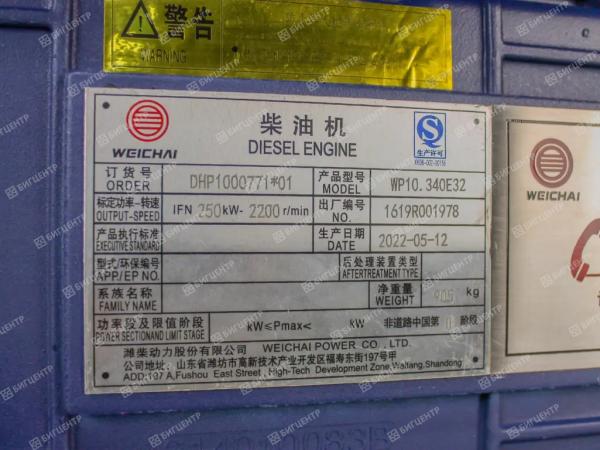 警告
WARNING
WEICHAI
柴油机
DIESEL ENGINE
生产许可
订货号
ORDER
DHP1000771*01
产品型号
MODEL
WP10.340E32
标定功率-转速
OUTPUT-SPEED
IFN 250kW- 2200r/min
出厂编号
NO.
1619R001978
产品执行标准
EXECUTIVE STANDARD
生产日期
DATE
2022-05-12
型式/环保编号
APP/EP NO.
后处理装置类型
AFTERTREATMENT TYPE
系族名称
FAMILY NAME
净重量
WEIGHT
905 kg
功率段及限值阶段
POWER SECTIONAND LIMIT STAGE
kW≤Pmax< kW
非道路中国第 阶段
潍柴动力股份有限公司 WEICHAI POWER CO., LTD.
公司地址: 山东省潍坊市高新技术产业开发区福寿东街197号甲
ADD:197 A,Fushou East Street, High-Tech Development Zone,Weifang,Shandong
WEICHAI
БИГЦЕНТР